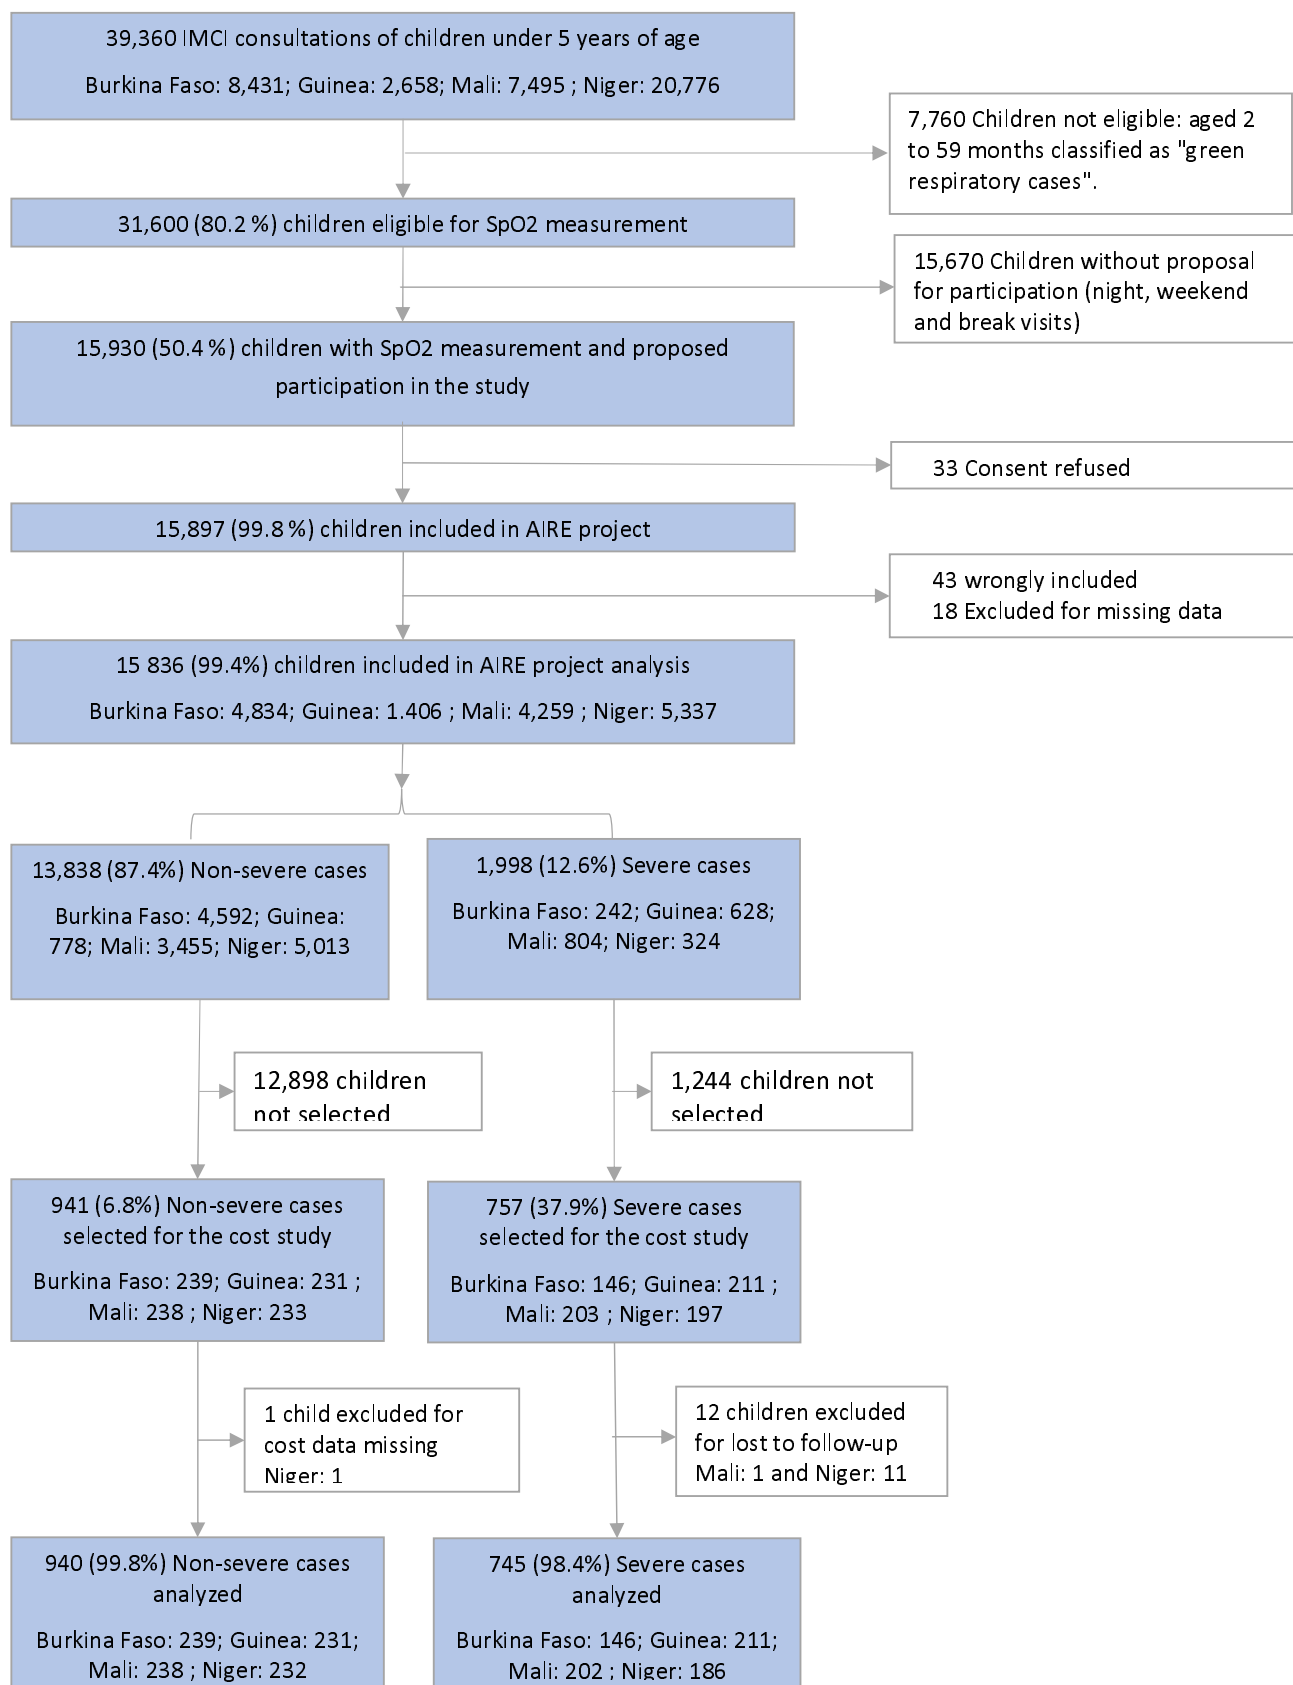 39,360 IMCI consultations of children under 5 years of age
Burkina Faso: 8,431; Guinea: 2,658; Mali: 7,495 ; Niger: 20,776
7,760 Children not eligible: aged 2
to 59 months classified as "green
respiratory cases".
31,600 (80.2 %) children eligible for SpO2 measurement
15,670 Children without proposal
for participation (night, weekend
and break visits)
15,930 (50.4 %) children with SpO2 measurement and proposed
participation in the study
33 Consent refused
15,897 (99.8 %) children included in AIRE project
43 wrongly included
18 Excluded for missing data
15 836 (99.4%) children included in AIRE project analysis
Burkina Faso: 4,834; Guinea: 1.406 ; Mali: 4,259 ; Niger: 5,337
13,838 (87.4%) Non-severe cases
Burkina Faso: 4,592; Guinea:
778; Mali: 3,455; Niger: 5,013
1,998 (12.6%) Severe cases
Burkina Faso: 242; Guinea: 628;
Mali: 804; Niger: 324
12,898 children
not selected
1,244 children not
selected
941 (6.8%) Non-severe cases
selected for the cost study
Burkina Faso: 239; Guinea: 231 ;
Mali: 238 ; Niger: 233
757 (37.9%) Severe cases
selected for the cost study
Burkina Faso: 146; Guinea: 211 ;
Mali: 203 ; Niger: 197
1 child excluded for
cost data missing
Niger: 1
12 children excluded
for lost to follow-up
Mali: 1 and Niger: 11
940 (99.8%) Non-severe cases
analyzed
Burkina Faso: 239; Guinea: 231;
Mali: 238 ; Niger: 232
745 (98.4%) Severe cases
analyzed
Burkina Faso: 146; Guinea: 211;
Mali: 202 ; Niger: 186